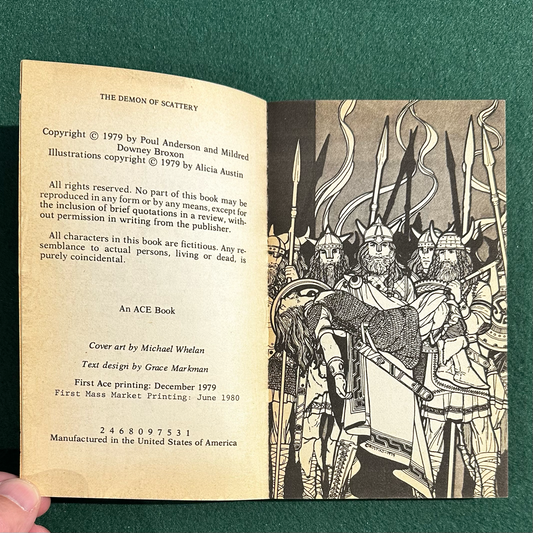 THE DEMON OF SCATTERY
Copyright © 1979 by Poul Anderson and Mildred
Downey Broxon
Illustrations copyright © 1979 by Alicia Austin
All rights reserved. No part of this book may be
reproduced in any form or by any means, except for
the inclusion of brief quotations in a review, with-
out permission in writing from the publisher.
All characters in this book are fictitious. Any re-
semblance to actual persons, living or dead, is
purely coincidental.
An ACE Book
Cover art by Michael Whelan
Text design by Grace Markman
First Ace printing: December 1979
First Mass Market Printing: June 1980
2 4 6 8 0 9 7 5 3 1
Manufactured in the United States of America